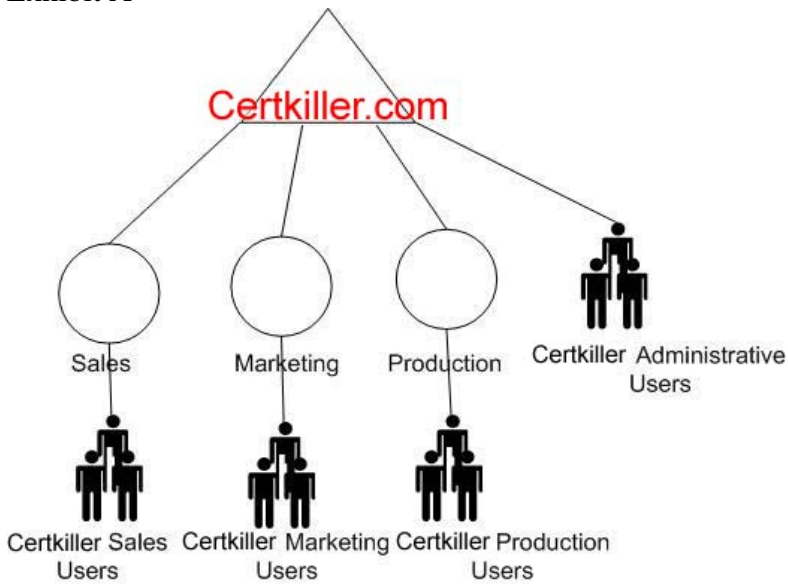 Certkiller.com
Sales
Marketing
Production
Certkiller Administrative
Users
Certkiller Sales
Users
Certkiller Marketing
Users
Certkiller Production
Users